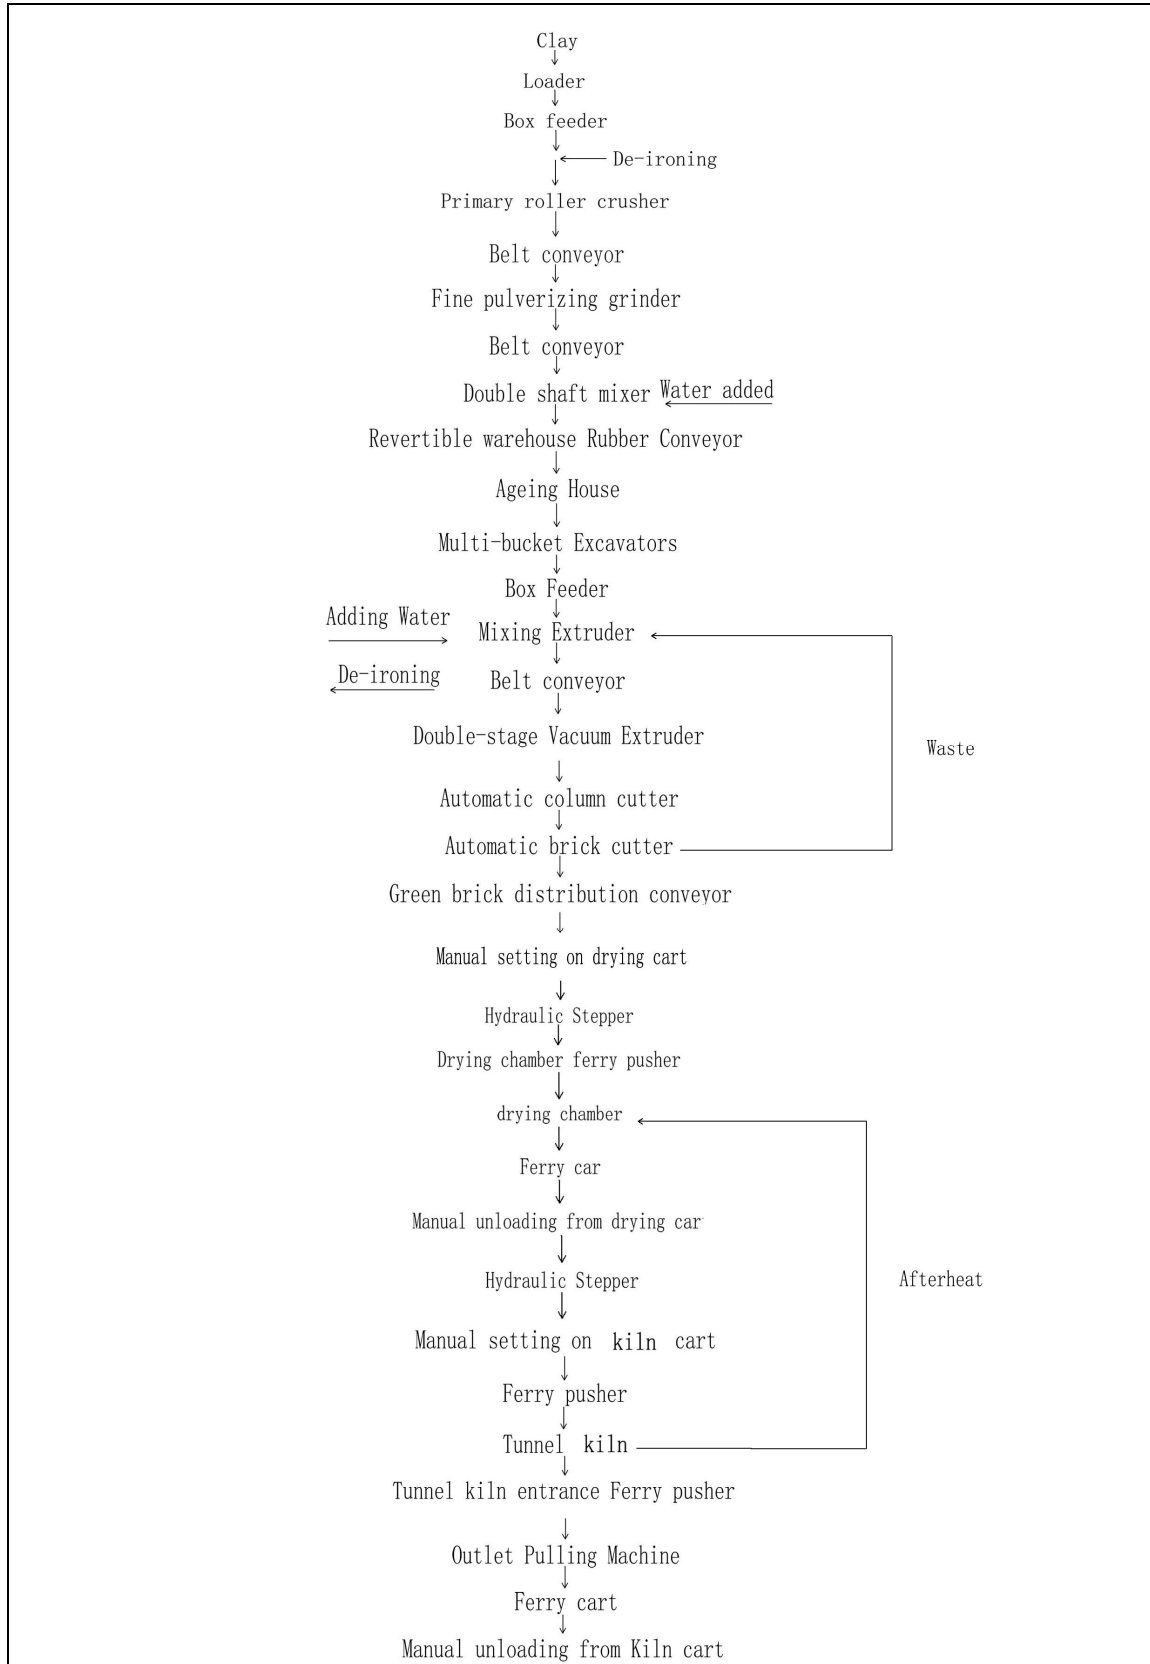 Clay
Loader
Box feeder
De-ironing
Primary roller crusher
Belt conveyor
Fine pulverizing grinder
Belt conveyor
Double shaft mixer Water added
Revertible warehouse Rubber Conveyor
Ageing House
Multi-bucket Excavators
Box Feeder
Adding Water
Mixing Extruder
De-ironing
Belt conveyor
Double-stage Vacuum Extruder
Waste
Automatic column cutter
Automatic brick cutter
Green brick distribution conveyor
Manual setting on drying cart
Hydraulic Stepper
Drying chamber ferry pusher
drying chamber
Ferry car
Manual unloading from drying car
Hydraulic Stepper
Afterheat
Manual setting on kiln cart
Ferry pusher
Tunnel kiln
Tunnel kiln entrance Ferry pusher
Outlet Pulling Machine
Ferry cart
Manual unloading from Kiln cart